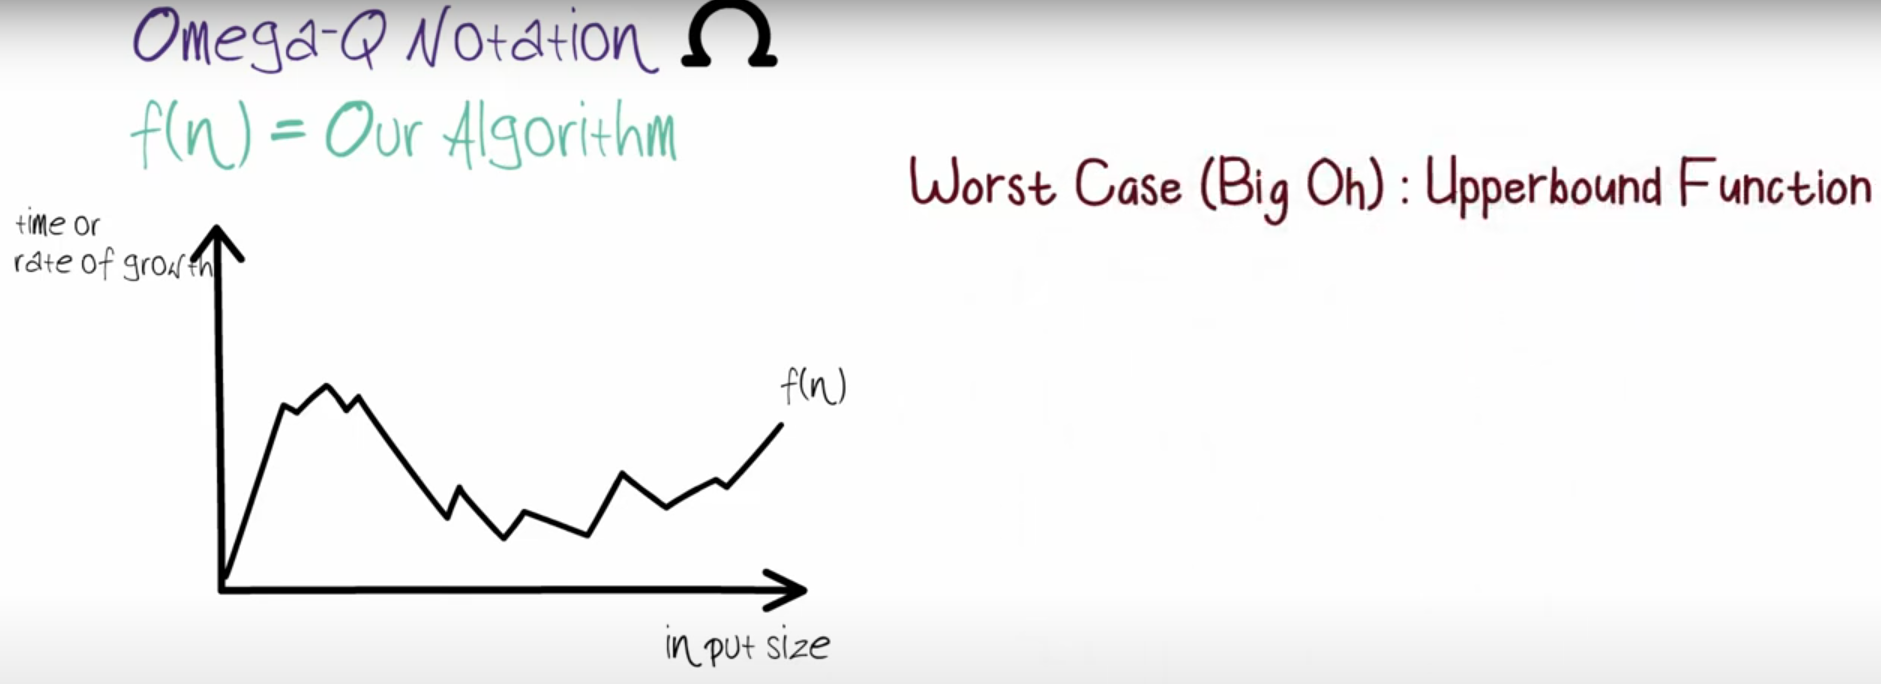 Omega-Q Notation Ω
f(n) = Our Algorithm
Worst Case (Big Oh) : Upperbound Function
time or
rate of growth
f(n)
input size